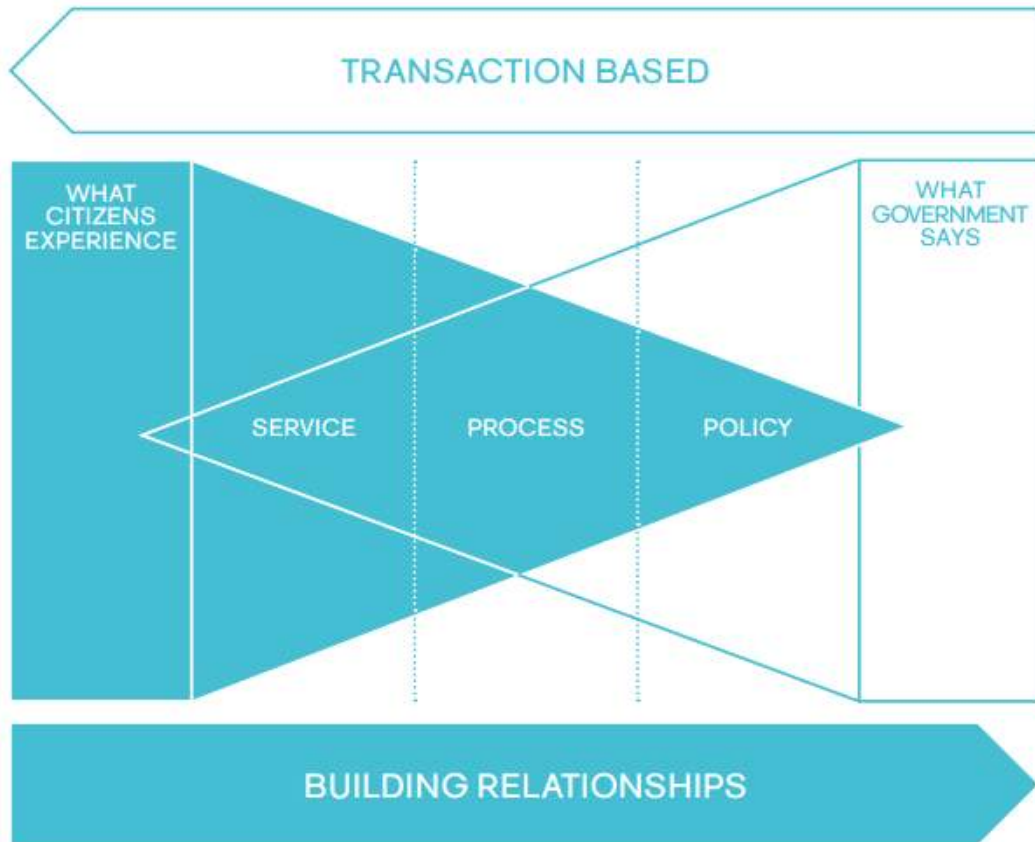 TRANSACTION BASED
WHAT
CITIZENS
EXPERIENCE
WHAT
GOVERNMENT
SAYS
SERVICE
PROCESS
POLICY
BUILDING RELATIONSHIPS